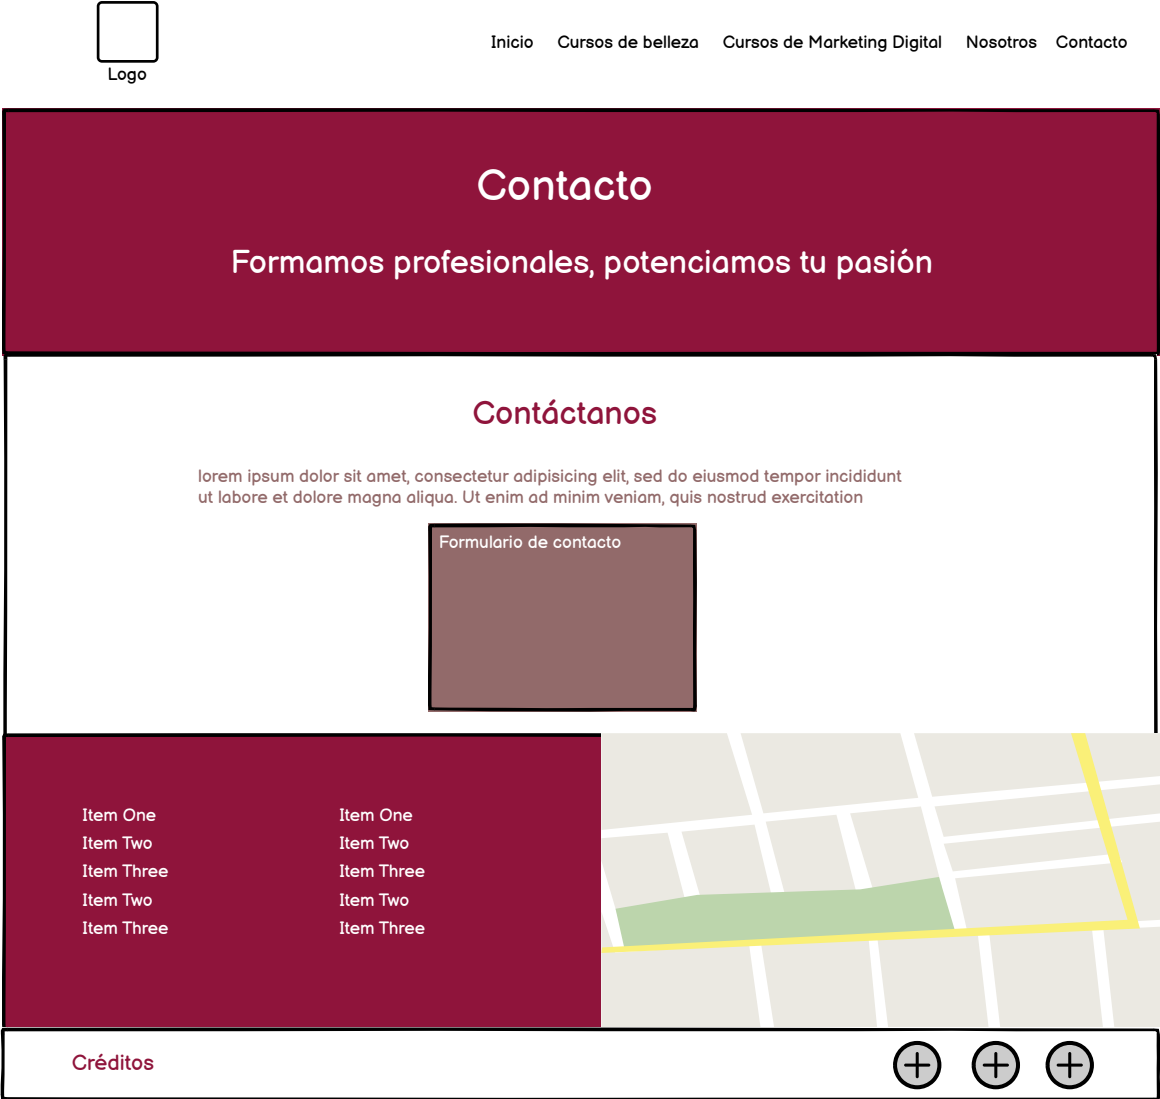 Logo
Inicio
Cursos de belleza
Cursos de Marketing Digital
Nosotros
Contacto
Contacto
Formamos profesionales, potenciamos tu pasión
Contáctanos
lorem ipsum dolor sit amet, consectetur adipisicing elit, sed do eiusmod tempor incididunt
ut labore et dolore magna aliqua. Ut enim ad minim veniam, quis nostrud exercitation
Formulario de contacto
Item One
Item Two
Item Three
Item Two
Item Three
Item One
Item Two
Item Three
Item Two
Item Three
Créditos